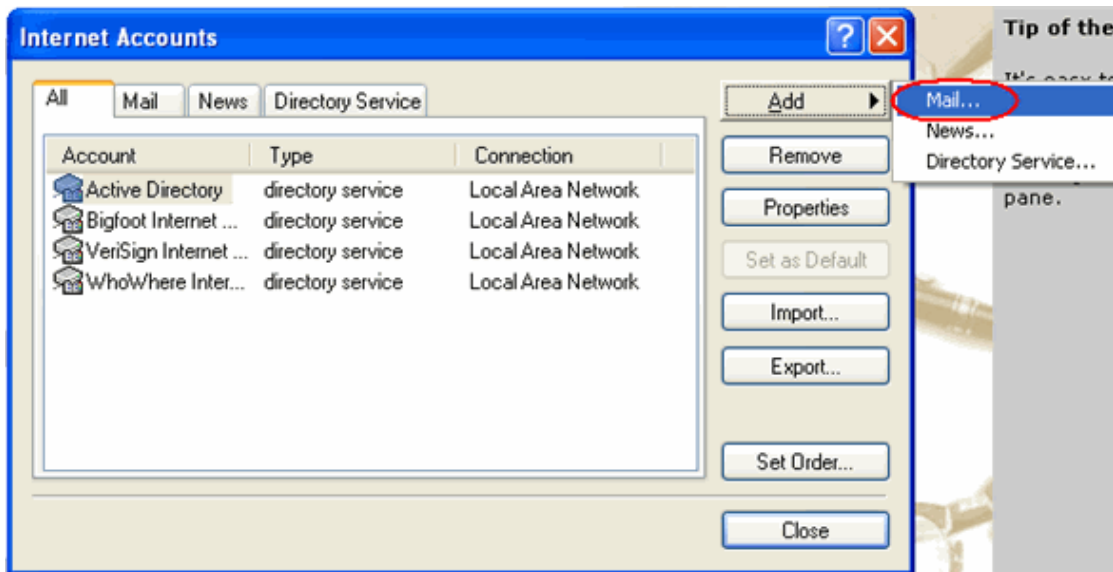 Internet Accounts
Tip of the
It's easy to
All Mail News Directory Service
Add
Mail...
News...
Directory Service...
pane.
Account Type Connection
Active Directory directory service Local Area Network
Bigfoot Internet ... directory service Local Area Network
VeriSign Internet ... directory service Local Area Network
WhoWhere Inter... directory service Local Area Network
Remove
Properties
Set as Default
Import...
Export...
Set Order...
Close